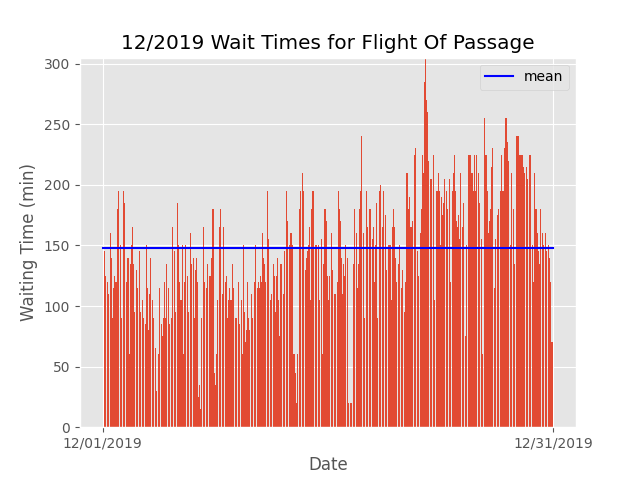 12/2019 Wait Times for Flight Of Passage
mean
300
250
200
150
100
50
0
Waiting Time (min)
12/01/2019
12/31/2019
Date